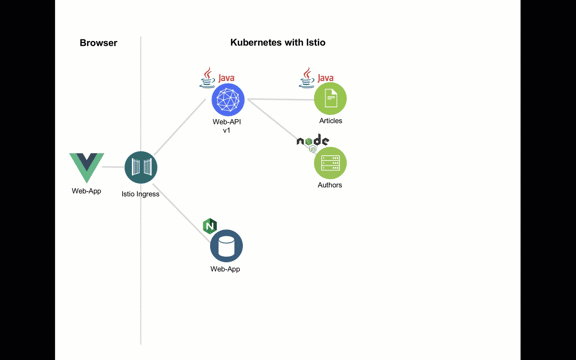 Browser
Kubernetes with Istio
Java
Java
Web-API
v1
Articles
node
Authors
Web-App
Istio Ingress
Web-App